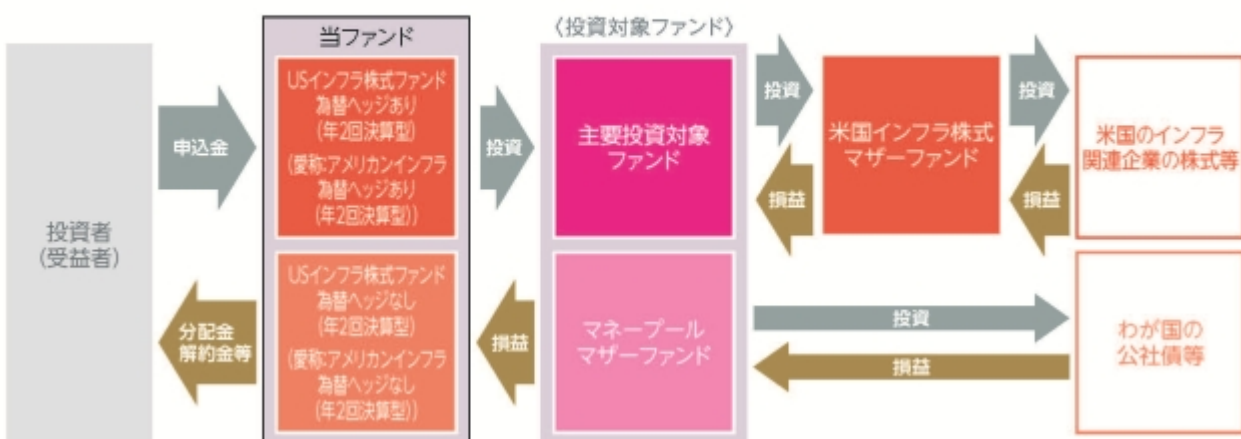 当ファンド
〈投資対象ファンド〉
投資者
(受益者)
申込金
分配金
解約金等
USインフラ株式ファンド
為替ヘッジあり
(年2回決算型)
(愛称:アメリカンインフラ
為替ヘッジあり
(年2回決算型))
USインフラ株式ファンド
為替ヘッジなし
(年2回決算型)
(愛称:アメリカンインフラ
為替ヘッジなし
(年2回決算型))
投資
損益
主要投資対象
ファンド
マネープール
マザーファンド
投資
損益
米国インフラ株式
マザーファンド
投資
損益
米国のインフラ
関連企業の株式等
投資
損益
わが国の
公社債等